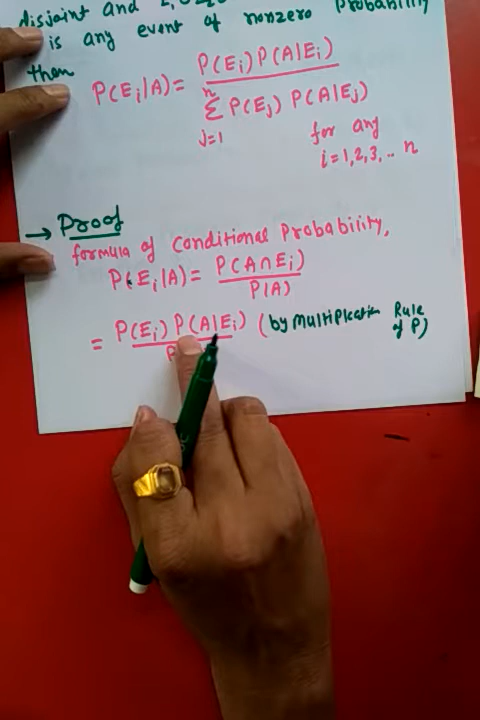 disjoint and
is any event of nonzero Probability
then
P(Ei|A) = P(Ei) P(A|Ei)
n
Σ P(Ej) P(A|Ej)
j=1
for any
i=1,2,3,.. n
→ Proof
formula of Conditional Probability,
P(Ei|A) = P(A∩Ei)
P(A)
= P(Ei) P(A|Ei) (by Multiplication Rule of P)